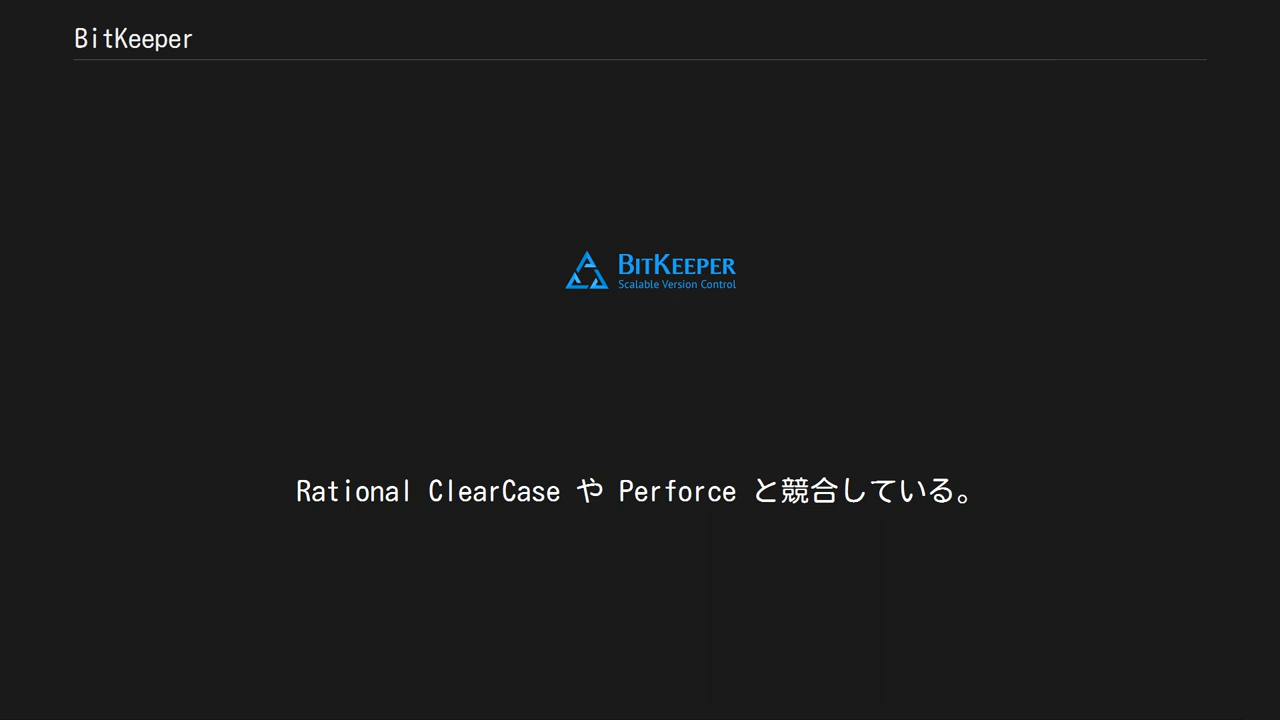 BitKeeper
BITKEEPER
Scalable Version Control
Rational ClearCase や Perforce と競合している。